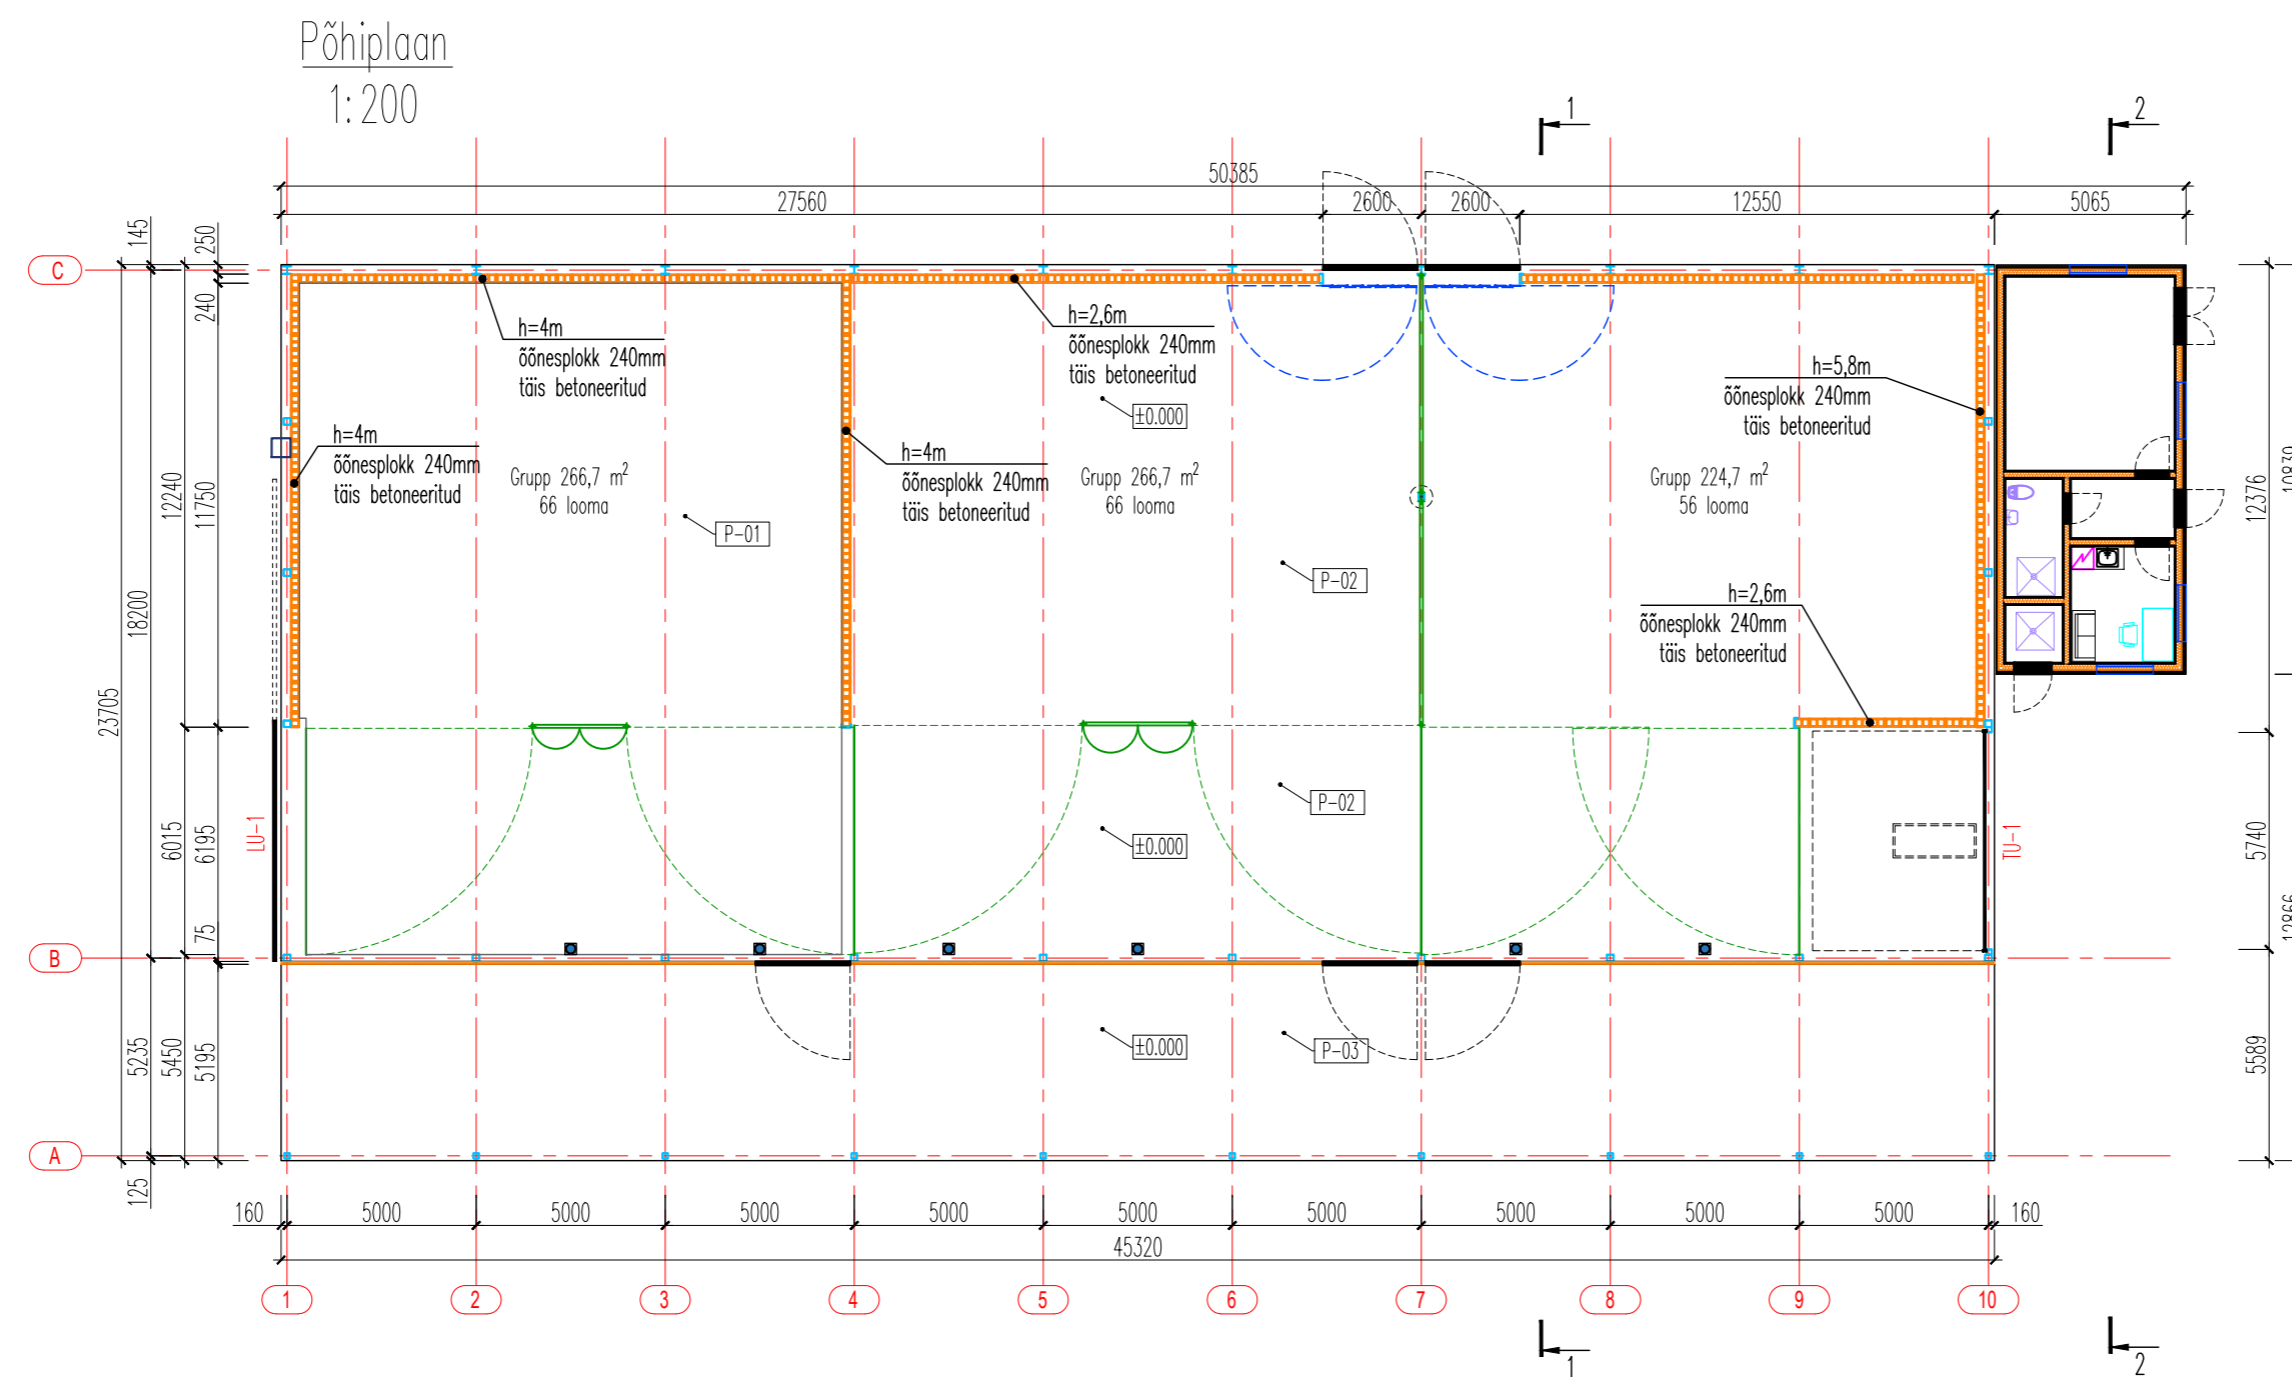 Põhiplaan
1:200
1
2
50385
27560
2600
2600
12550
5065
145
250
C
240
h=4m
õõnesplokk 240mm
täis betoneeritud
h=2,6m
õõnesplokk 240mm
täis betoneeritud
h=5,8m
õõnesplokk 240mm
täis betoneeritud
±0.000
h=4m
õõnesplokk 240mm
täis betoneeritud
h=4m
õõnesplokk 240mm
täis betoneeritud
Grupp 266,7 m²
66 looma
Grupp 266,7 m²
66 looma
Grupp 224,7 m²
56 looma
P-01
P-02
12240
11750
12376
10839
h=2,6m
õõnesplokk 240mm
täis betoneeritud
18200
23705
P-02
±0.000
LU-1
TU-1
6015
6195
5740
75
12866
B
±0.000
P-03
5235
5450
5195
5589
A
125
160
5000
5000
5000
5000
5000
5000
5000
5000
5000
160
45320
1
2
3
4
5
6
7
8
9
10
1
2